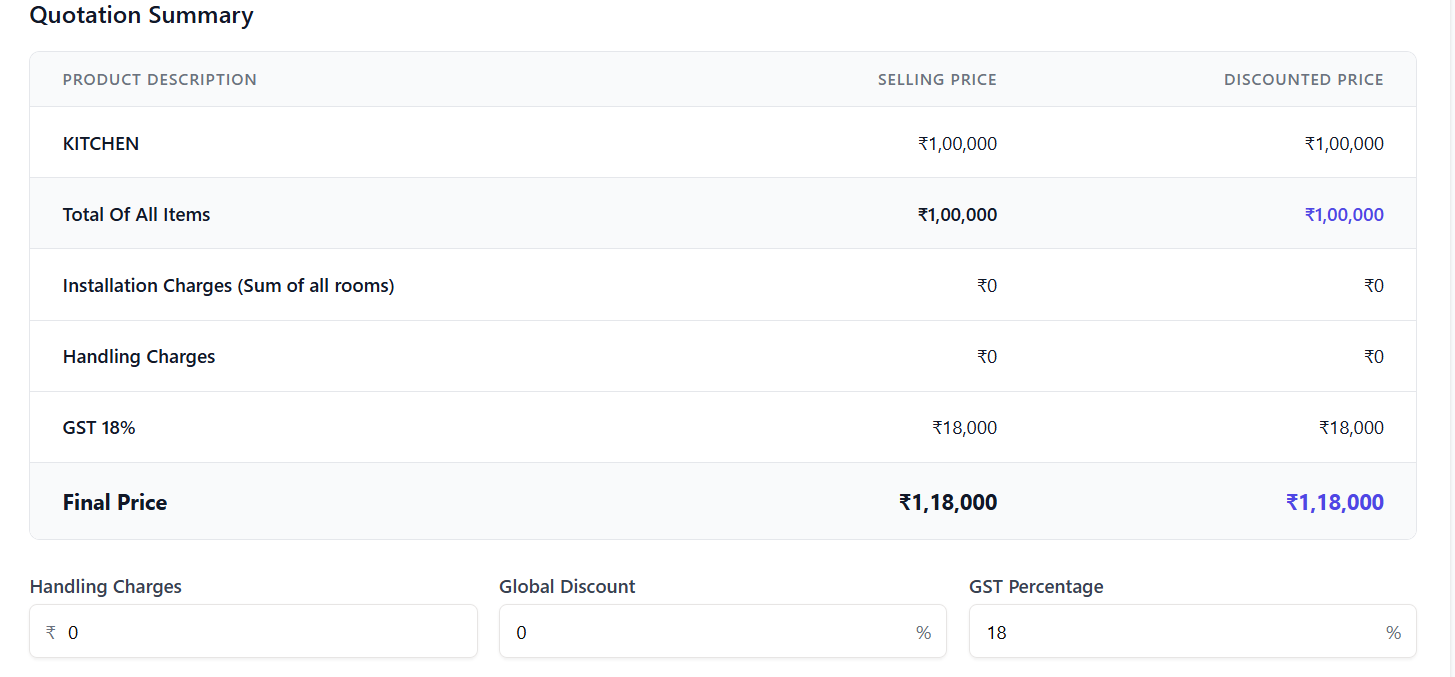 Quotation Summary
PRODUCT DESCRIPTION SELLING PRICE DISCOUNTED PRICE
KITCHEN ₹1,00,000 ₹1,00,000
Total Of All Items ₹1,00,000 ₹1,00,000
Installation Charges (Sum of all rooms) ₹0 ₹0
Handling Charges ₹0 ₹0
GST 18% ₹18,000 ₹18,000
Final Price ₹1,18,000 ₹1,18,000
Handling Charges Global Discount GST Percentage
₹ 0 0 % 18 %